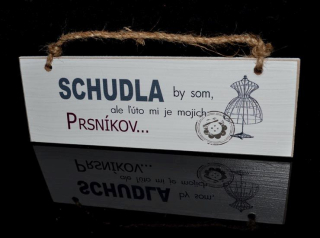 SCHUDLA by som,
ale ľúto mi je mojich
PRSNÍKOV...